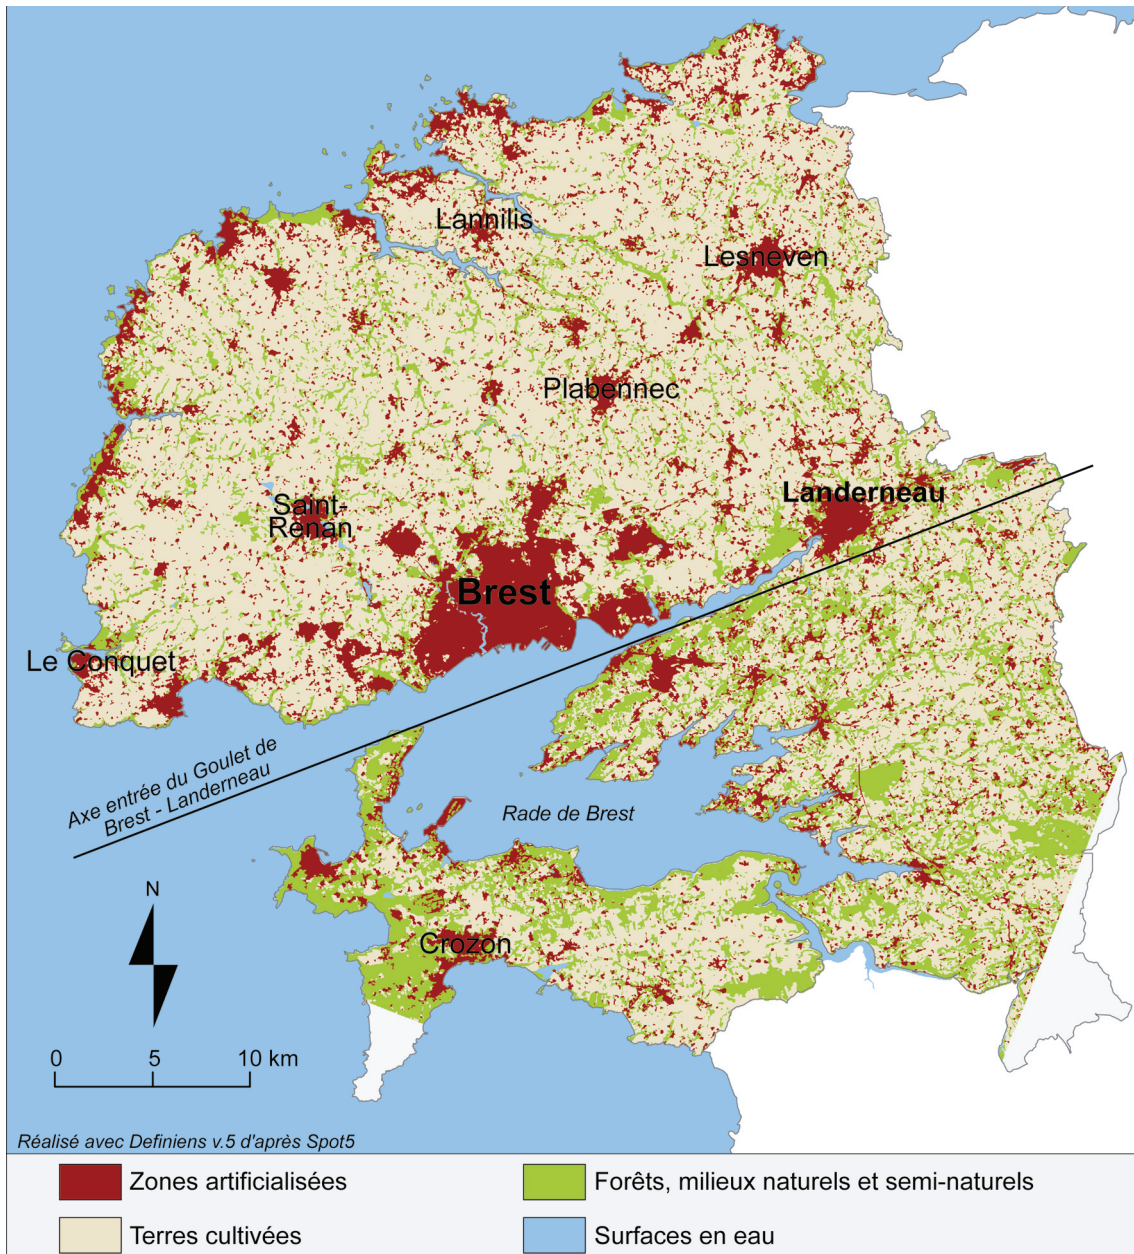 Lannilis
Lesneven
Plabennec
Landerneau
Saint-
Renan
Brest
Le Conquet
Axe entrée du Goulet de
Brest - Landerneau
Rade de Brest
N
Crozon
0 5 10 km
Réalisé avec Definiens v.5 d'après Spot5
Zones artificialisées
Forêts, milieux naturels et semi-naturels
Terres cultivées
Surfaces en eau